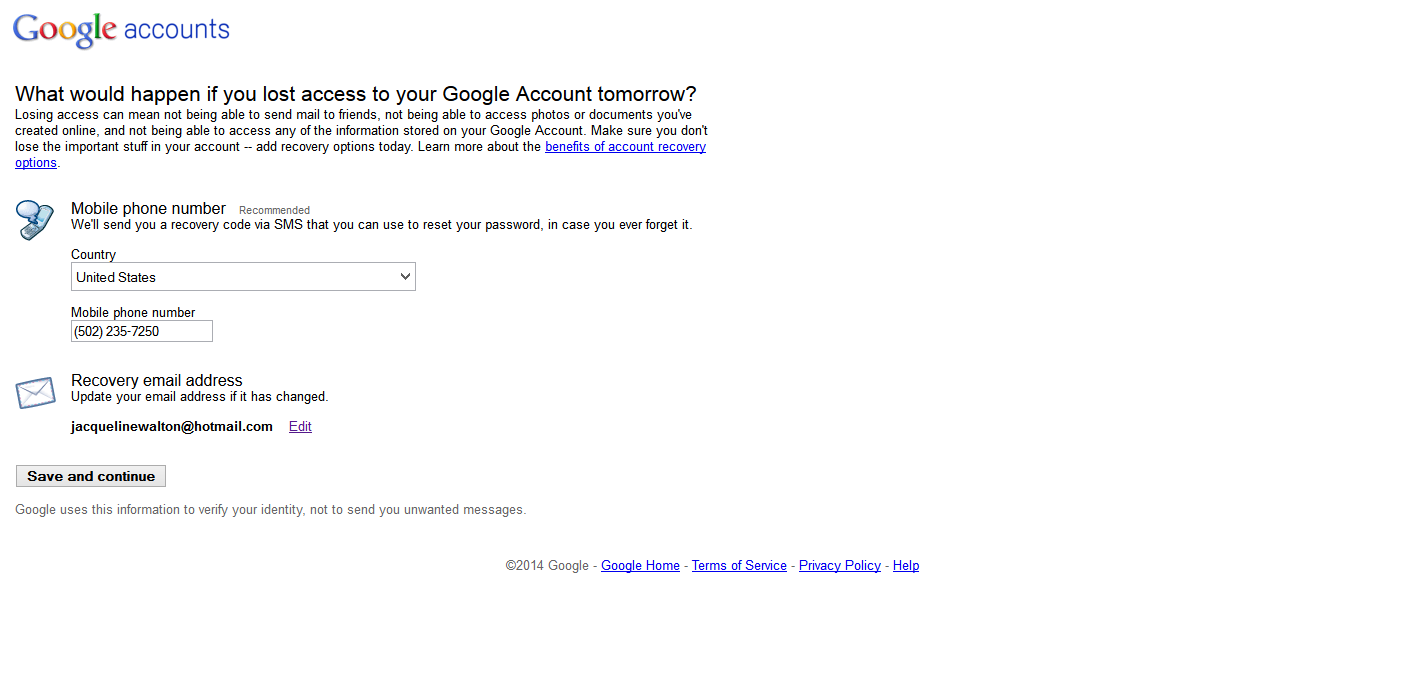 Google accounts
What would happen if you lost access to your Google Account tomorrow?
Losing access can mean not being able to send mail to friends, not being able to access photos or documents you've
created online, and not being able to access any of the information stored on your Google Account. Make sure you don't
lose the important stuff in your account -- add recovery options today. Learn more about the benefits of account recovery
options.
Mobile phone number Recommended
We'll send you a recovery code via SMS that you can use to reset your password, in case you ever forget it.
Country
United States
Mobile phone number
(502) 235-7250
Recovery email address
Update your email address if it has changed.
jacquelinewalton@hotmail.com Edit
Save and continue
Google uses this information to verify your identity, not to send you unwanted messages.
©2014 Google - Google Home - Terms of Service - Privacy Policy - Help